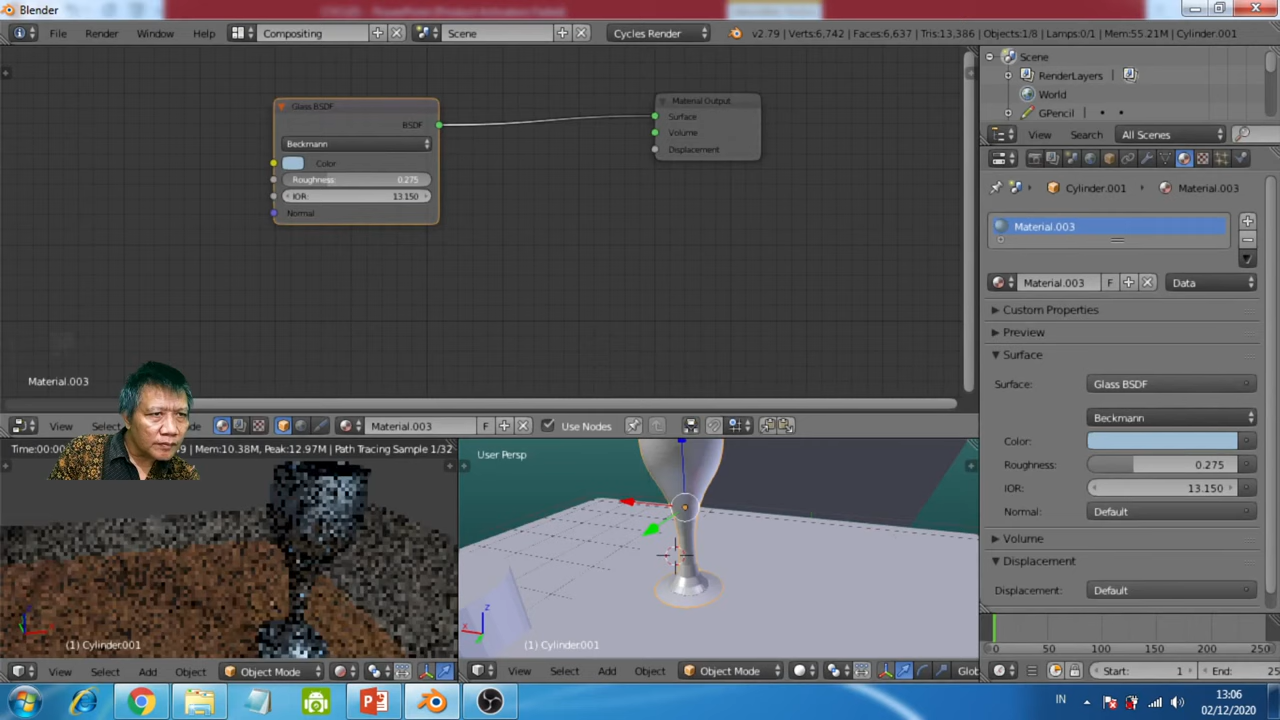 Blender
File Render Window Help Compositing Scene Cycles Render v2.79 | Verts:6,742 | Faces:6,637 | Tris:13,386 | Objects:1/8 | Lamps:0/1 | Mem:55.21M | Cylinder.001
Glass BSDF
BSDF
Beckmann
Color
Roughness: 0.275
IOR: 13.150
Normal
Material Output
Surface
Volume
Displacement
Material.003
View Selec Material.003 F Use Nodes
Scene
RenderLayers
World
GPencil
View Search All Scenes
Cylinder.001 Material.003
Material.003
Material.003 F Data
Custom Properties
Preview
Surface
Surface: Glass BSDF
Beckmann
Color:
Roughness: 0.275
IOR: 13.150
Normal: Default
Volume
Displacement
Displacement: Default
Time:00:00 | Mem:10.38M, Peak:12.97M | Path Tracing Sample 1/32
(1) Cylinder.001
View Select Add Object Object Mode
User Persp
(1) Cylinder.001
View Select Add Object Object Mode Glob
0 50 100 150 200 250
Start: 1 End: 25
IN 13:06
02/12/2020